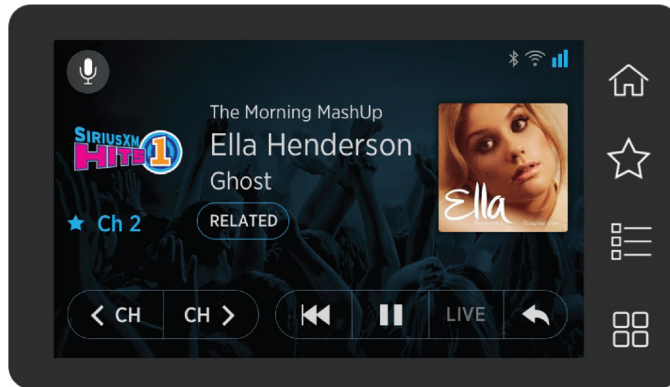 The Morning MashUp
SIRIUSXM
HITS 1
Ella Henderson
Ghost
Ch 2
RELATED
Ella
CH
CH
LIVE